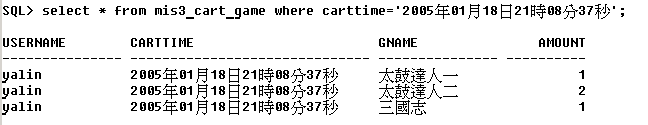 SQL> select * from mis3_cart_game where carttime='2005年01月18日21時08分37秒';
USERNAME CARTTIME GNAME AMOUNT
---------------- ------------------------------ --------------- ----------
yalin 2005年01月18日21時08分37秒 太鼓達人一 1
yalin 2005年01月18日21時08分37秒 太鼓達人二 2
yalin 2005年01月18日21時08分37秒 三國志 1